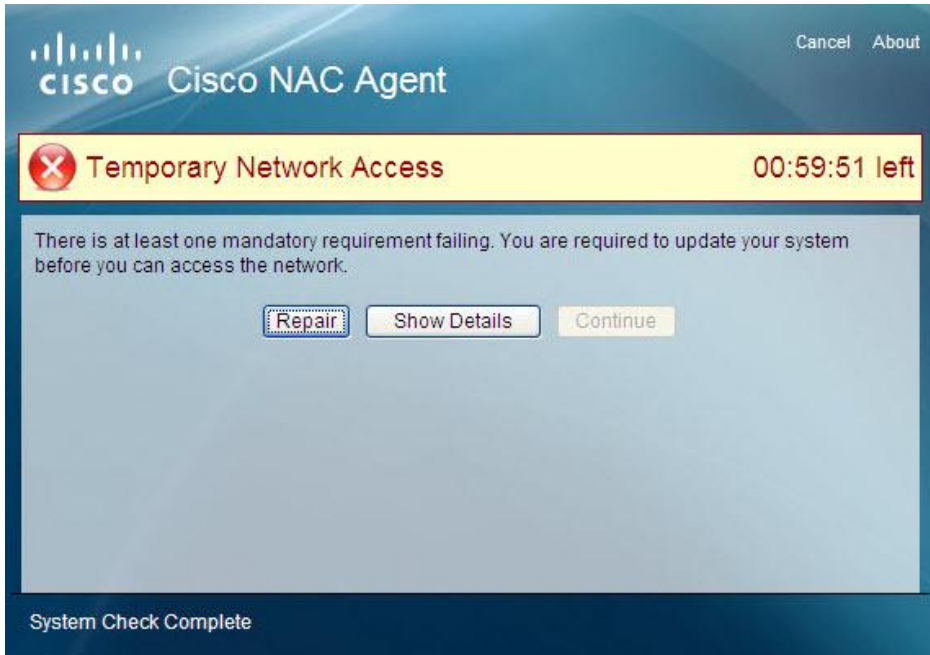 Cancel About
CISCO Cisco NAC Agent
Temporary Network Access 00:59:51 left
There is at least one mandatory requirement failing. You are required to update your system
before you can access the network.
Repair Show Details Continue
System Check Complete